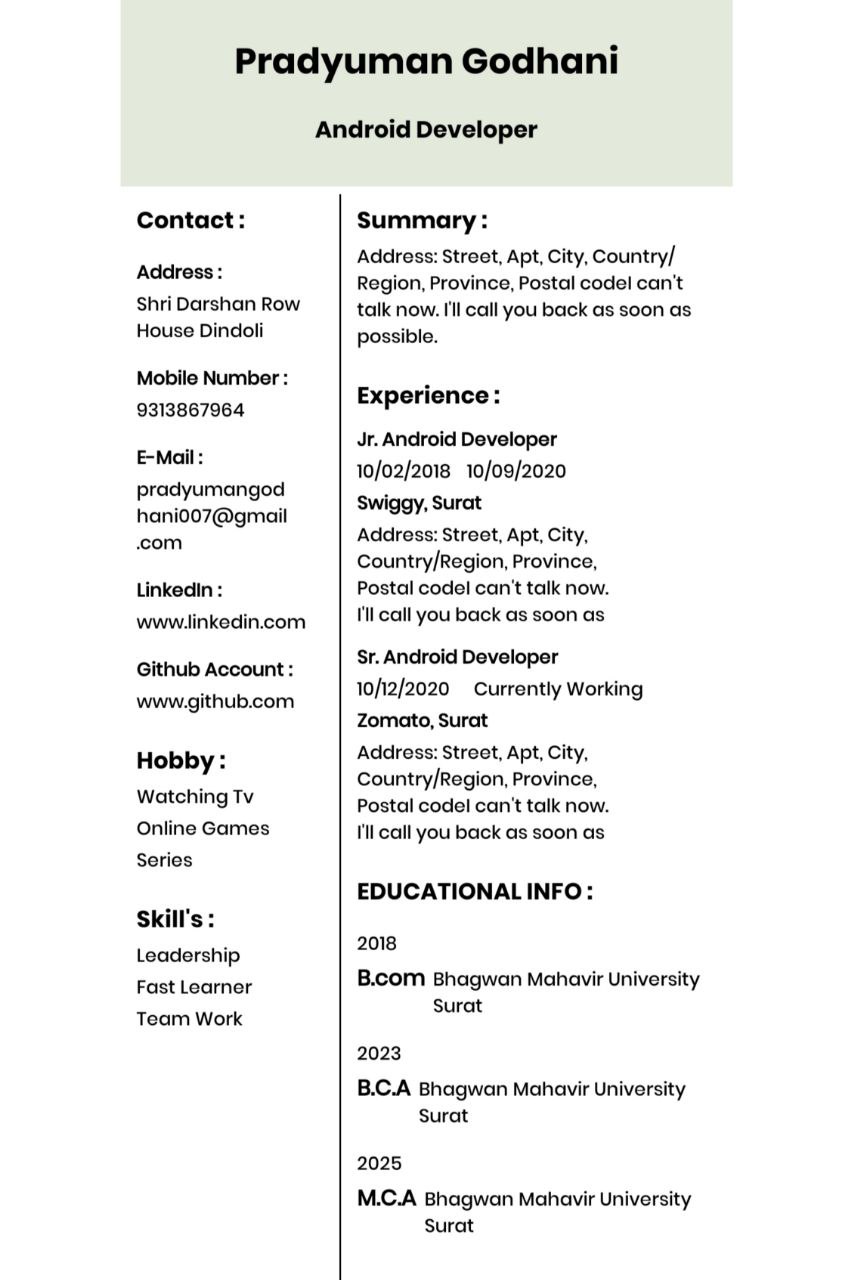 Pradyuman Godhani
Android Developer
Contact :
Address :
Shri Darshan Row
House Dindoli
Mobile Number :
9313867964
E-Mail :
pradyumangod
hani007@gmail
.com
LinkedIn :
www.linkedin.com
Github Account :
www.github.com
Hobby :
Watching Tv
Online Games
Series
Skill's :
Leadership
Fast Learner
Team Work
Summary :
Address: Street, Apt, City, Country/
Region, Province, Postal codeI can't
talk now. I'll call you back as soon as
possible.
Experience :
Jr. Android Developer
10/02/2018 10/09/2020
Swiggy, Surat
Address: Street, Apt, City,
Country/Region, Province,
Postal codeI can't talk now.
I'll call you back as soon as
Sr. Android Developer
10/12/2020 Currently Working
Zomato, Surat
Address: Street, Apt, City,
Country/Region, Province,
Postal codeI can't talk now.
I'll call you back as soon as
EDUCATIONAL INFO :
2018
B.com Bhagwan Mahavir University
Surat
2023
B.C.A Bhagwan Mahavir University
Surat
2025
M.C.A Bhagwan Mahavir University
Surat